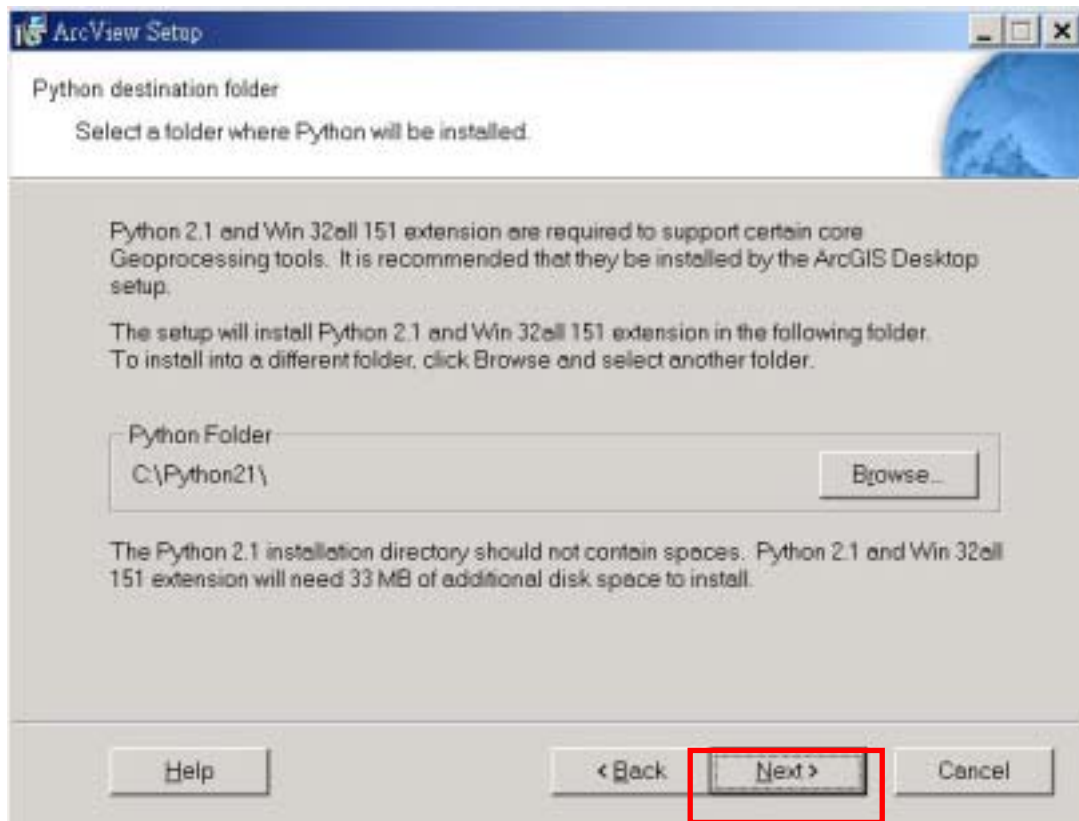 ArcView Setup
Python destination folder
Select a folder where Python will be installed.
Python 2.1 and Win 32all 151 extension are required to support certain core
Geoprocessing tools. It is recommended that they be installed by the ArcGIS Desktop
setup.
The setup will install Python 2.1 and Win 32all 151 extension in the following folder.
To install into a different folder, click Browse and select another folder.
Python Folder
C:\Python21\
Browse...
The Python 2.1 installation directory should not contain spaces. Python 2.1 and Win 32all
151 extension will need 33 MB of additional disk space to install.
Help
< Back
Next >
Cancel